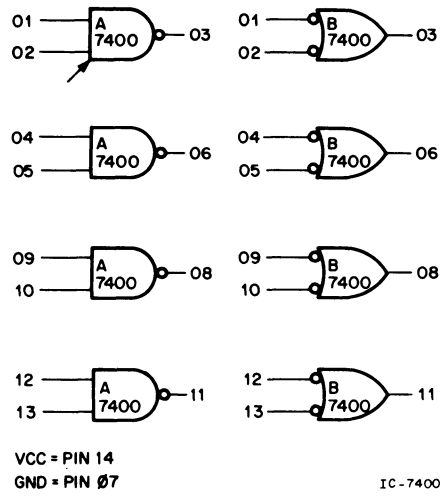 01 A 7400 02 03
01 B 7400 02 03
04 A 7400 05 06
04 B 7400 05 06
09 A 7400 10 08
09 B 7400 10 08
12 A 7400 13 11
12 B 7400 13 11
VCC = PIN 14
GND = PIN Ø7
IC-7400